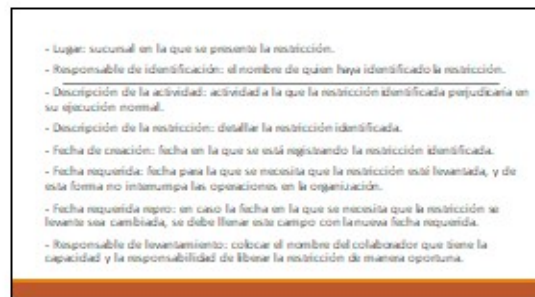 - Lugar: sucursal en la que se presente la restricción.
- Responsable de identificación: el nombre de quien haya identificado la restricción.
- Descripción de la actividad: actividad a la que la restricción identificada perjudicaría en
su ejecución normal.
- Descripción de la restricción: detallar la restricción identificada.
- Fecha de creación: fecha en la que se está registrando la restricción identificada.
- Fecha requerida: fecha para la que se necesita que la restricción esté levantada, y de
esta forma no interrumpa las operaciones en la organización.
- Fecha requerida repro: en caso la fecha en la que se necesita que la restricción se
levante sea cambiada, se debe llenar este campo con la nueva fecha requerida.
- Responsable de levantamiento: colocar el nombre del colaborador que tiene la
capacidad y la responsabilidad de liberar la restricción de manera oportuna.